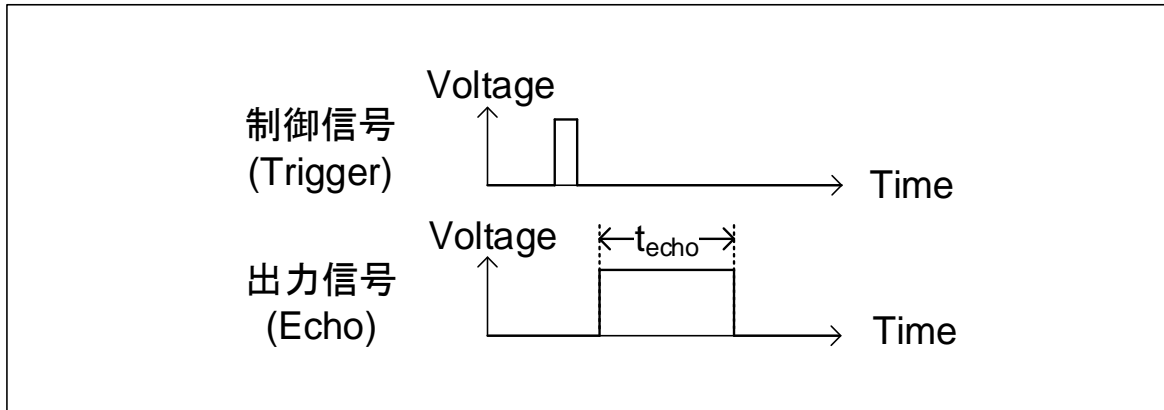 Voltage
制御信号
(Trigger)
Time
Voltage
techo
出力信号
(Echo)
Time